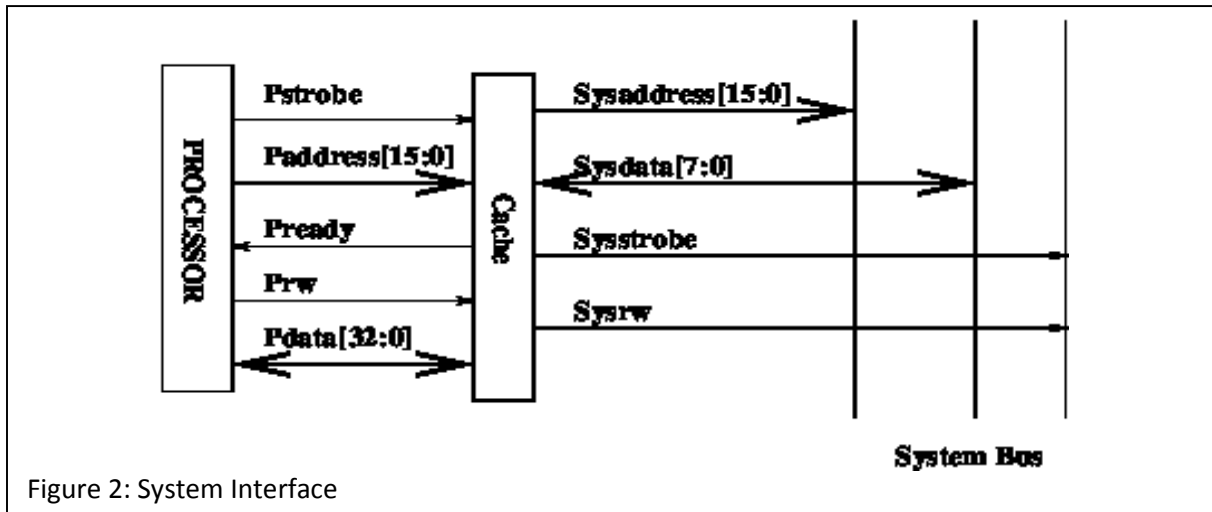 Pstrobe
Sysaddress[15:0]
Paddress[15:0]
Sysdata[7:0]
PROCESSOR
Cache
Pready
Sysstrobe
Prw
Sysrw
Pdata[32:0]
System Bus
Figure 2: System Interface